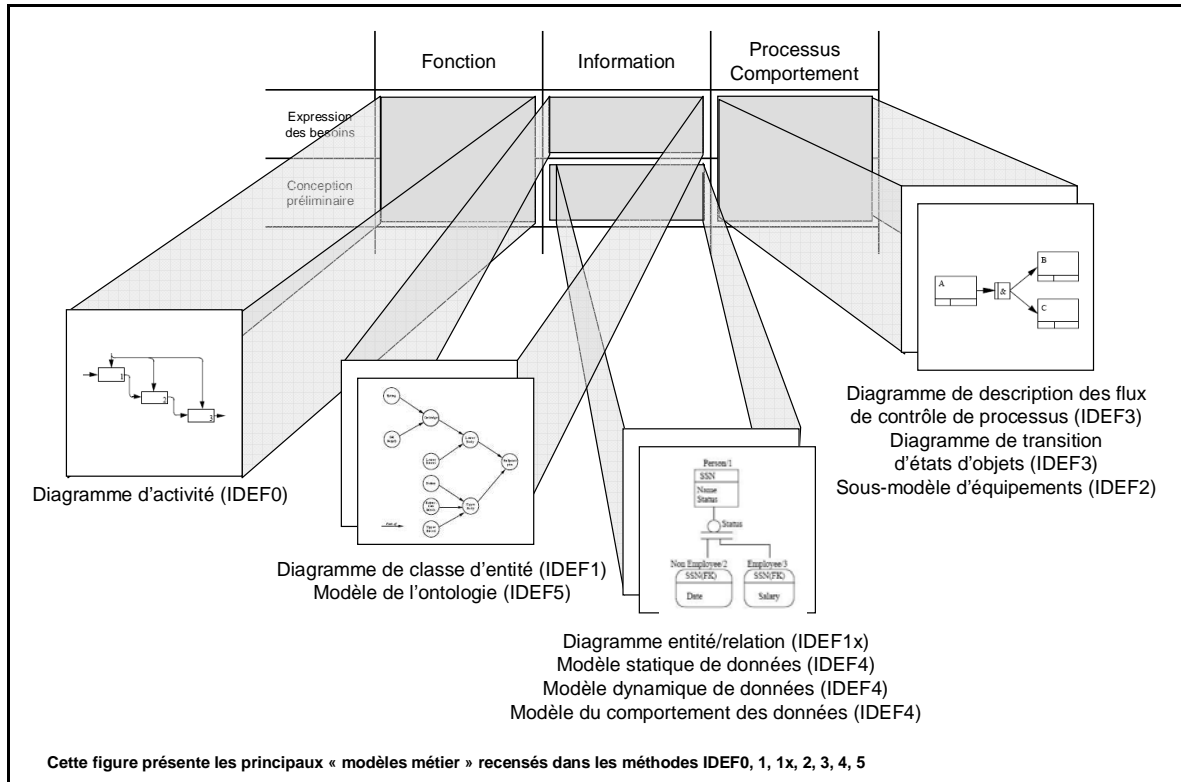 Fonction
Information
Processus
Comportement
Expression
des besoins
Conception
préliminaire
A
&
B
C
1
2
3
Diagramme d'activité (IDEF0)
Diagramme de classe d'entité (IDEF1)
Modèle de l'ontologie (IDEF5)
Person/1
SSN
Name
Status
Status
Non Employee/2
Employee/3
SSN(FK)
SSN(FK)
Date
Salary
Diagramme de description des flux
de contrôle de processus (IDEF3)
Diagramme de transition
d'états d'objets (IDEF3)
Sous-modèle d'équipements (IDEF2)
Diagramme entité/relation (IDEF1x)
Modèle statique de données (IDEF4)
Modèle dynamique de données (IDEF4)
Modèle du comportement des données (IDEF4)
Cette figure présente les principaux « modèles métier » recensés dans les méthodes IDEF0, 1, 1x, 2, 3, 4, 5